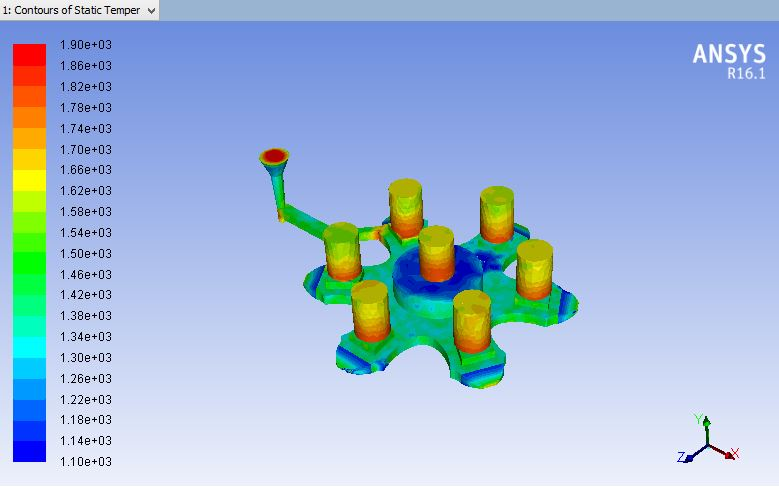 1: Contours of Static Temper
1.90e+03
1.86e+03
1.82e+03
1.78e+03
1.74e+03
1.70e+03
1.66e+03
1.62e+03
1.58e+03
1.54e+03
1.50e+03
1.46e+03
1.42e+03
1.38e+03
1.34e+03
1.30e+03
1.26e+03
1.22e+03
1.18e+03
1.14e+03
1.10e+03
ANSYS
R16.1
Y
Z
X